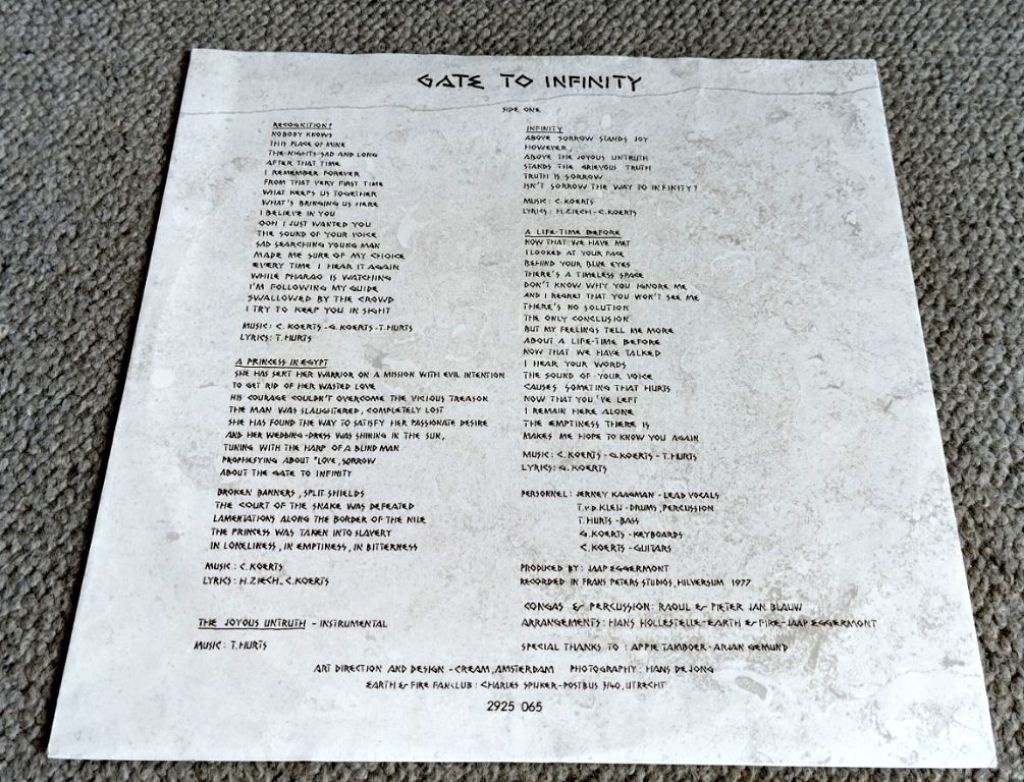 GATE TO INFINITY
SIDE ONE
RECOGNITION!
NOBODY KNOWS
THIS PLACE OF MINE
THE NIGHTS SAD AND LONG
AFTER THAT TIME
I REMEMBER FOREVER
FROM THAT VERY FIRST TIME
WHAT KEEPS US TOGETHER
WHAT'S BRINGING US HERE
I BELIEVE IN YOU
OOH I JUST WANTED YOU
THE SOUND OF YOUR VOICE
SAD SEARCHING YOUNG MAN
MADE ME SURE OF MY CHOICE
EVERY TIME I HEAR IT AGAIN
WHILE PHARAO IS WATCHING
I'M FOLLOWING MY GUIDE
SWALLOWED BY THE CROWD
I TRY TO KEEP YOU IN SIGHT
MUSIC: C. KOERTS - G. KOERTS - T. HURTS
LYRICS: T. HURTS
A PRINCESS IN EGYPT
SHE HAS SENT HER WARRIOR ON A MISSION WITH EVIL INTENTION
TO GET RID OF HER WASTED LOVE
HIS COURAGE COULDN'T OVERCOME THE VICIOUS TREASON
THE MAN WAS SLAUGHTERED, COMPLETELY LOST
SHE HAS FOUND THE WAY TO SATISFY HER PASSIONATE DESIRE
AND HER WEDDING-DRESS WAS SHINING IN THE SUN,
TUNING WITH THE HARP OF A BLIND MAN
PROPHESYING ABOUT "LOVE, SORROW
ABOUT THE GATE TO INFINITY
BROKEN BANNERS, SPLIT SHIELDS
THE COURT OF THE SNAKE WAS DEFEATED
LAMENTATIONS ALONG THE BORDER OF THE NILE
THE PRINCESS WAS TAKEN INTO SLAVERY
IN LONELINESS, IN EMPTINESS, IN BITTERNESS
MUSIC: C. KOERTS
LYRICS: H. ZIECH - C. KOERTS
THE JOYOUS UNTRUTH - INSTRUMENTAL
MUSIC: T. HURTS
INFINITY
ABOVE SORROW STANDS JOY
HOWEVER,
ABOVE THE JOYOUS UNTRUTH
STANDS THE GRIEVOUS TRUTH
TRUTH IS SORROW
ISN'T SORROW THE WAY TO INFINITY?
MUSIC: C. KOERTS
LYRICS: H. ZIECH - C. KOERTS
A LIFE-TIME BEFORE
NOW THAT WE HAVE MET
I LOOKED AT YOUR FACE
BEHIND YOUR BLUE EYES
THERE'S A TIMELESS SPACE
DON'T KNOW WHY YOU IGNORE ME
AND I REGRET THAT YOU WON'T SEE ME
THERE'S NO SOLUTION
THE ONLY CONCLUSION
BUT MY FEELINGS TELL ME MORE
ABOUT A LIFE-TIME BEFORE
NOW THAT WE HAVE TALKED
I HEAR YOUR WORDS
THE SOUND OF YOUR VOICE
CAUSES SOMETING THAT HURTS
NOW THAT YOU'VE LEFT
I REMAIN HERE ALONE
THE EMPTINESS THERE IS
MAKES ME HOPE TO KNOW YOU AGAIN
MUSIC: C. KOERTS - G. KOERTS - T. HURTS
LYRICS: G. KOERTS
PERSONNEL: JERNEY KAAGMAN - LEAD VOCALS
T. V.D. KLEIJ - DRUMS, PERCUSSION
T. HURTS - BASS
G. KOERTS - KEYBOARDS
C. KOERTS - GUITARS
PRODUCED BY: JAAP EGGERMONT
RECORDED IN FRANS PETERS STUDIOS, HILVERSUM 1977
CONGAS & PERCUSSION: RAOUL & PIETER JAN BLAUW
ARRANGEMENTS: HANS HOLLESTELLE - EARTH & FIRE - JAAP EGGERMONT
SPECIAL THANKS TO: APPIE TAMBOER - ARJAN GEMUND
ART DIRECTION AND DESIGN - CREAM, AMSTERDAM PHOTOGRAPHY: HANS DE JONG
EARTH & FIRE FANCLUB: CHARLES SPIJKER - POSTBUS 3140, UTRECHT
2925 065